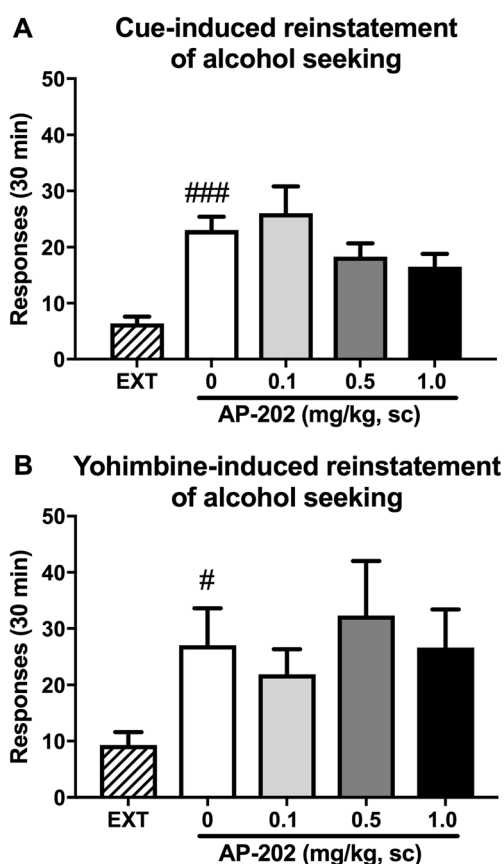 A
Cue-induced reinstatement
of alcohol seeking
Responses (30 min)
50
40
30
20
10
0
###
EXT 0 0.1 0.5 1.0
AP-202 (mg/kg, sc)
B
Yohimbine-induced reinstatement
of alcohol seeking
Responses (30 min)
50
40
30
20
10
0
#
EXT 0 0.1 0.5 1.0
AP-202 (mg/kg, sc)